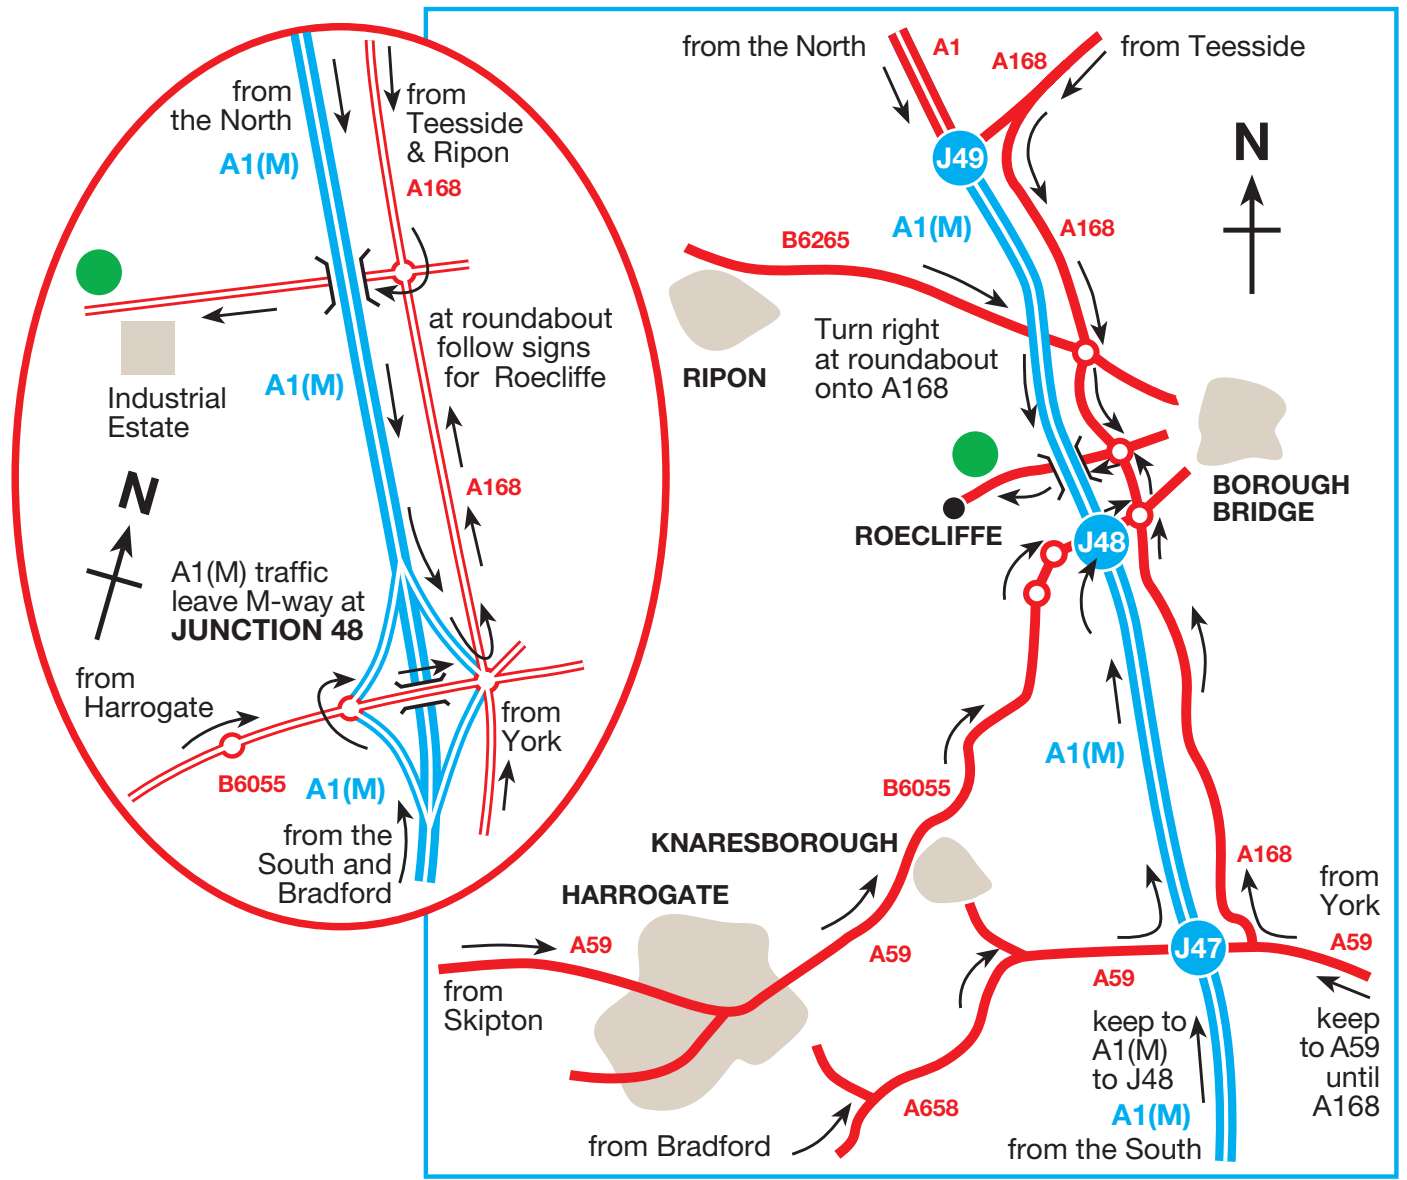 from
the North
A1(M)
from
Teesside
& Ripon
A168
at roundabout
follow signs
for Roecliffe
A1(M)
Industrial
Estate
N
A168
A1(M) traffic
leave M-way at
JUNCTION 48
from
Harrogate
from
York
B6055
A1(M)
from the
South and
Bradford
from the North
A1
A168
from Teesside
N
J49
A1(M)
A168
B6265
Turn right
at roundabout
onto A168
RIPON
BOROUGH
BRIDGE
ROECLIFFE
J48
A1(M)
B6055
KNARESBOROUGH
A168
from
York
HARROGATE
A59
A59
J47
A59
A59
from
Skipton
keep to
A1(M)
to J48
keep
to A59
until
A168
A658
A1(M)
from Bradford
from the South